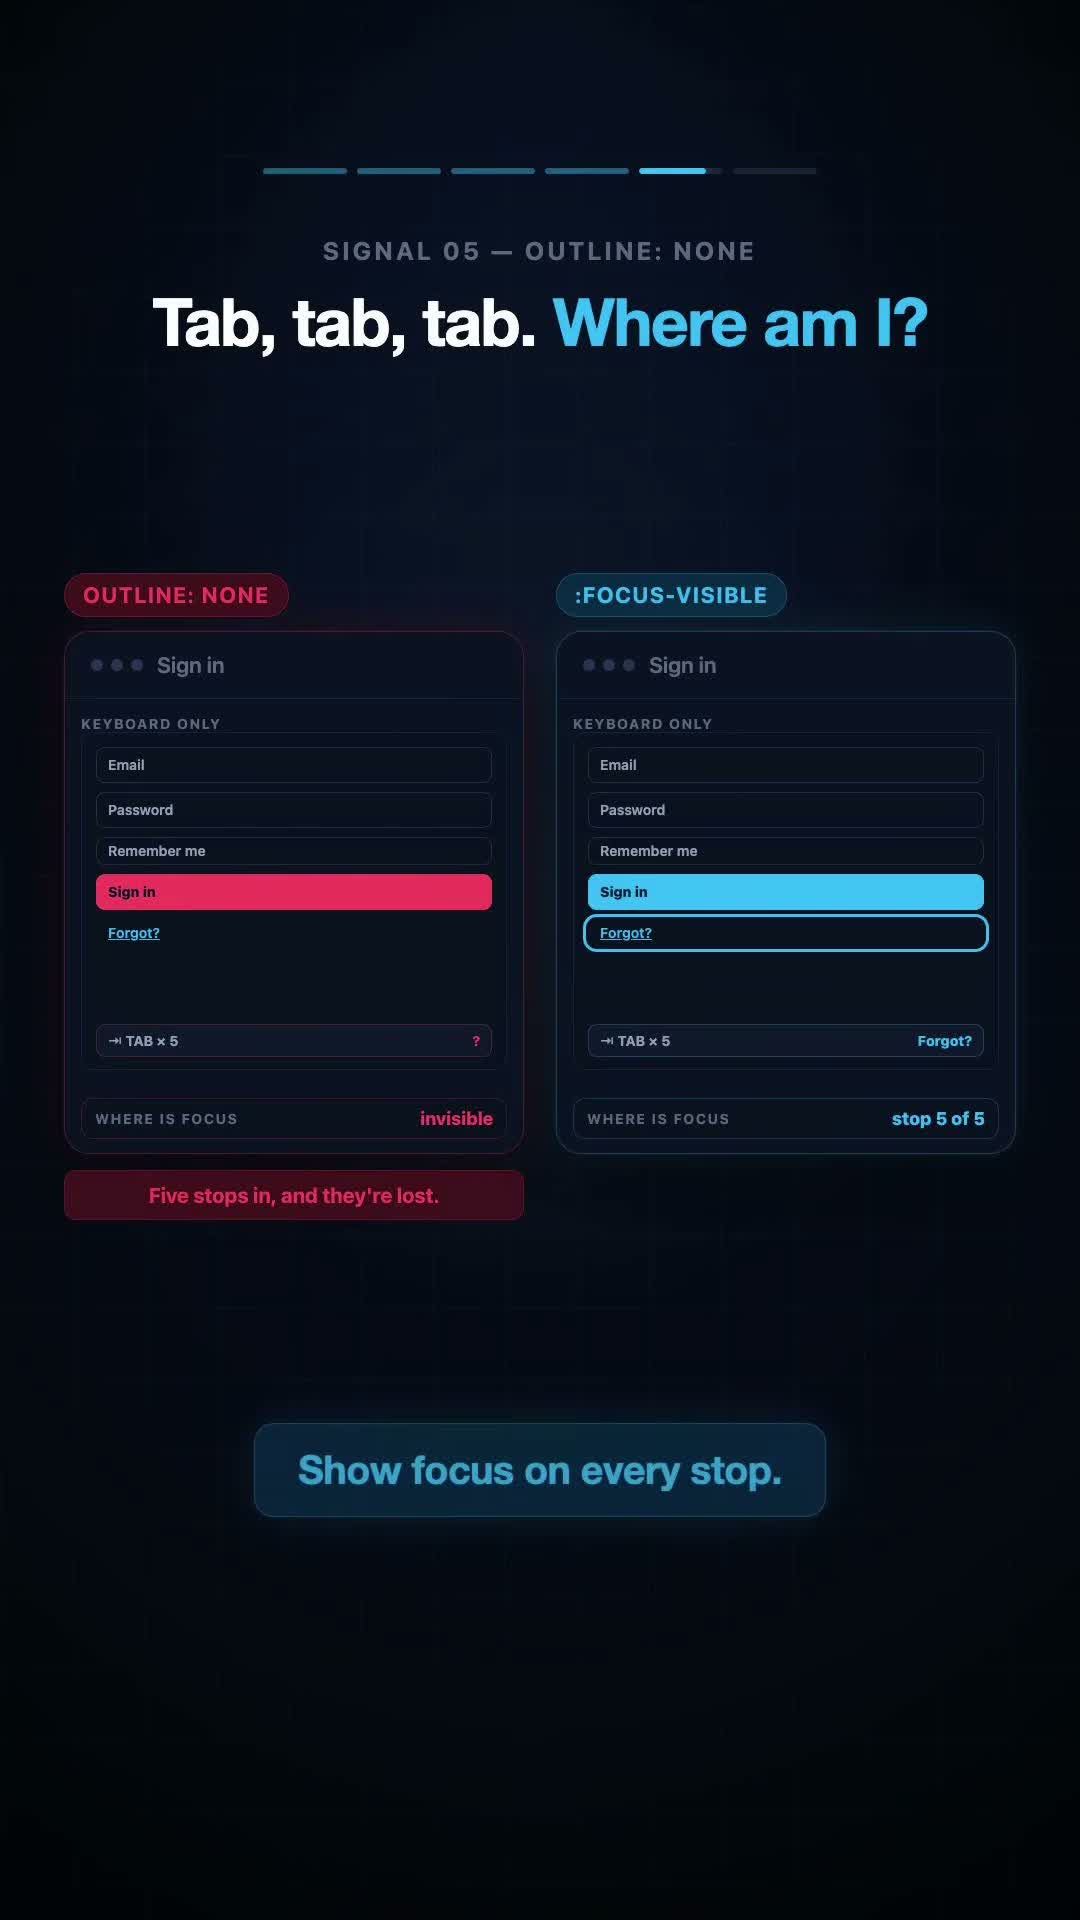 SIGNAL 05 — OUTLINE: NONE
Tab, tab, tab. Where am I?
OUTLINE: NONE
Sign in
KEYBOARD ONLY
Email
Password
Remember me
Sign in
Forgot?
⇥ TAB × 5 ?
WHERE IS FOCUS invisible
Five stops in, and they're lost.
:FOCUS-VISIBLE
Sign in
KEYBOARD ONLY
Email
Password
Remember me
Sign in
Forgot?
⇥ TAB × 5 Forgot?
WHERE IS FOCUS stop 5 of 5
Show focus on every stop.